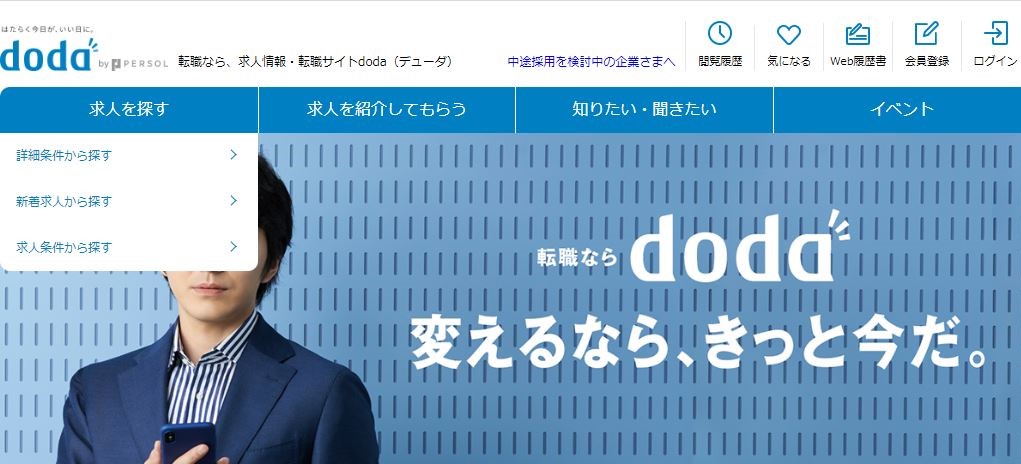 はたらく今日が、いい日に。
doda by PERSOL
転職なら、求人情報・転職サイトdoda（デューダ）
中途採用を検討中の企業さまへ
閲覧履歴
気になる
Web履歴書
会員登録
ログイン
求人を探す
求人を紹介してもらう
知りたい・聞きたい
イベント
詳細条件から探す
新着求人から探す
求人条件から探す
転職なら doda
変えるなら、きっと今だ。